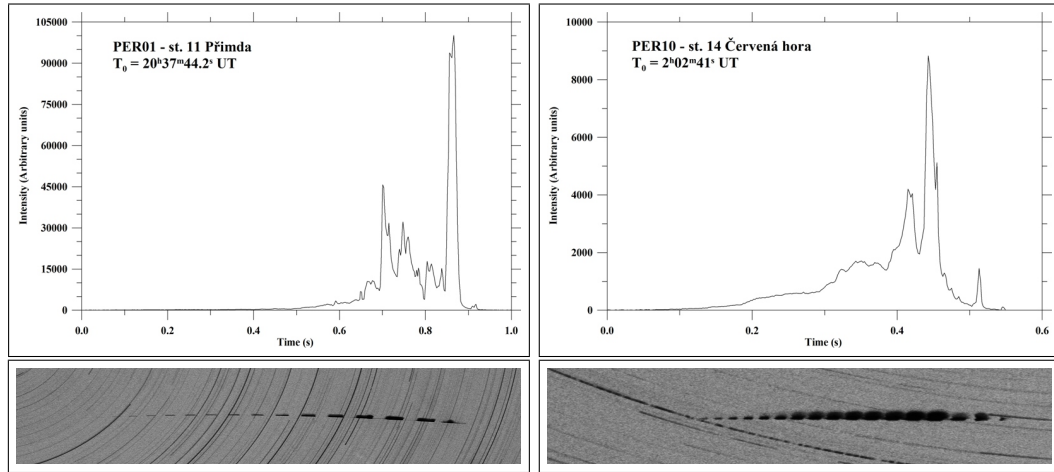 PER01 - st. 11 Přimda
T₀ = 20ʰ37ᵐ44.2ˢ UT
105000
90000
75000
60000
45000
30000
15000
0
Intensity (Arbitrary units)
0.0 0.2 0.4 0.6 0.8 1.0
Time (s)
PER10 - st. 14 Červená hora
T₀ = 2ʰ02ᵐ41ˢ UT
10000
8000
6000
4000
2000
0
Intensity (Arbitrary units)
0.0 0.2 0.4 0.6
Time (s)